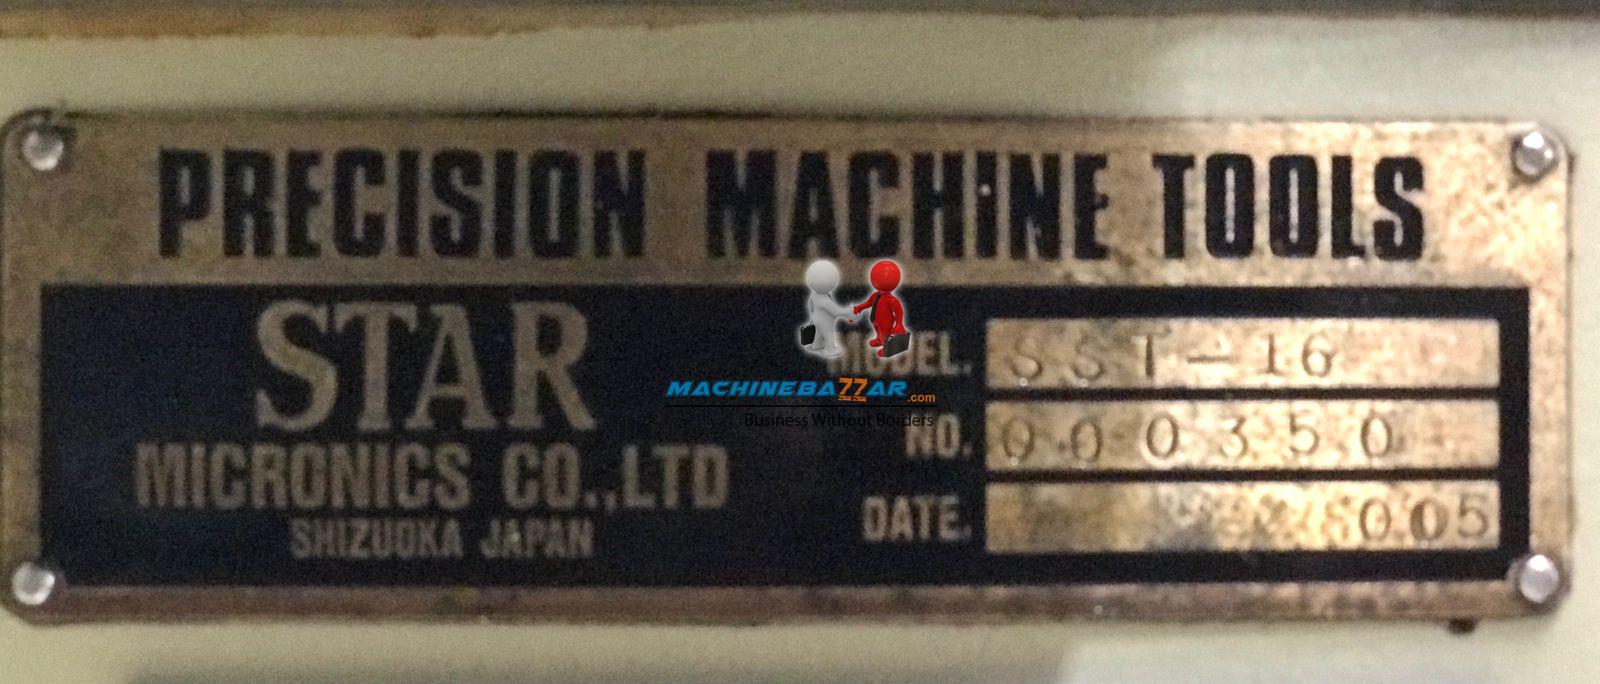 PRECISION MACHINE TOOLS
STAR
MICRONICS CO.,LTD
SHIZUOKA JAPAN
MODEL. SST-16
NO. 000350
DATE. 005
MACHINEBAZZAR.com
Business Without Borders